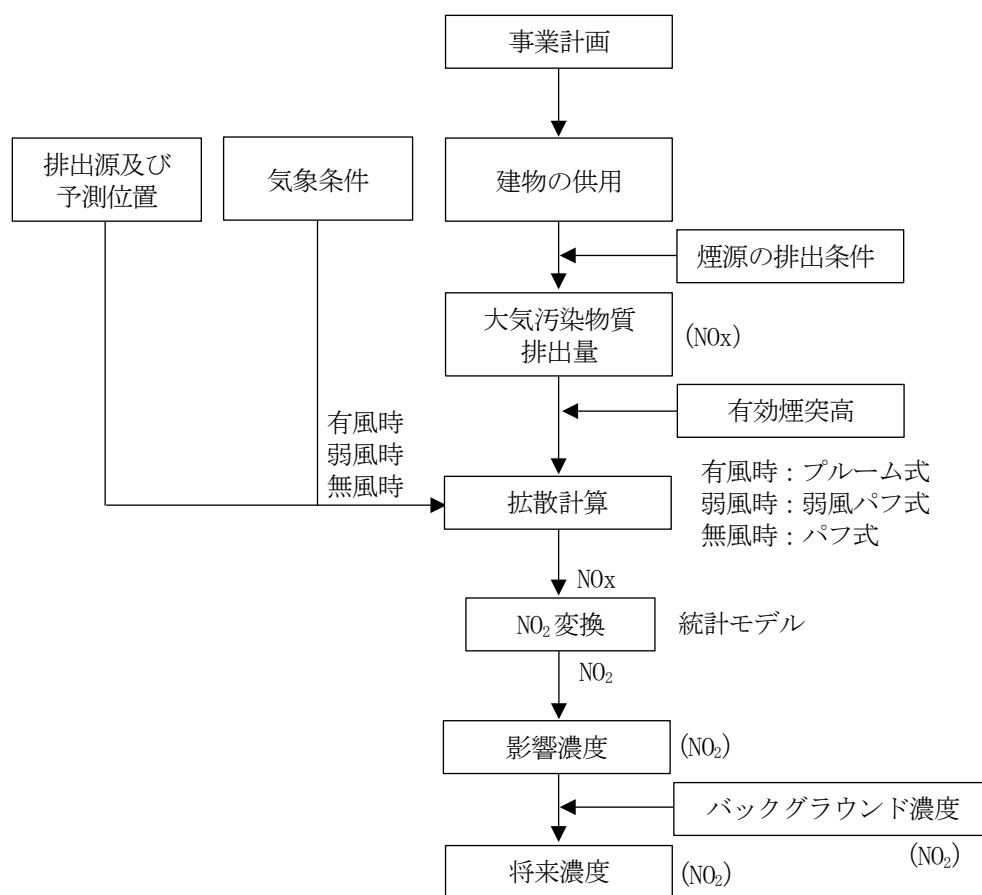 事業計画
排出源及び
予測位置
気象条件
建物の供用
煙源の排出条件
大気汚染物質
排出量
(NOx)
有効煙突高
有風時
弱風時
無風時
拡散計算
有風時：プルーム式
弱風時：弱風パフ式
無風時：パフ式
NOx
NO₂変換
統計モデル
NO₂
影響濃度
(NO₂)
バックグラウンド濃度
(NO₂)
将来濃度
(NO₂)